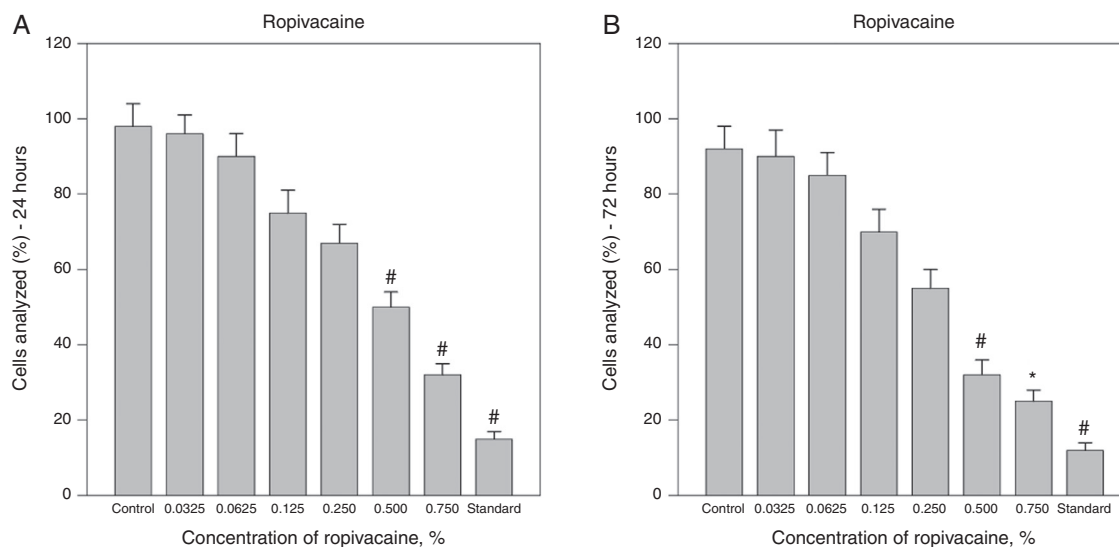 A
Ropivacaine
120
100
80
60
40
20
0
Cells analyzed (%) - 24 hours
#
#
#
Control 0.0325 0.0625 0.125 0.250 0.500 0.750 Standard
Concentration of ropivacaine, %
B
Ropivacaine
120
100
80
60
40
20
0
Cells analyzed (%) - 72 hours
#
*
#
Control 0.0325 0.0625 0.125 0.250 0.500 0.750 Standard
Concentration of ropivacaine, %